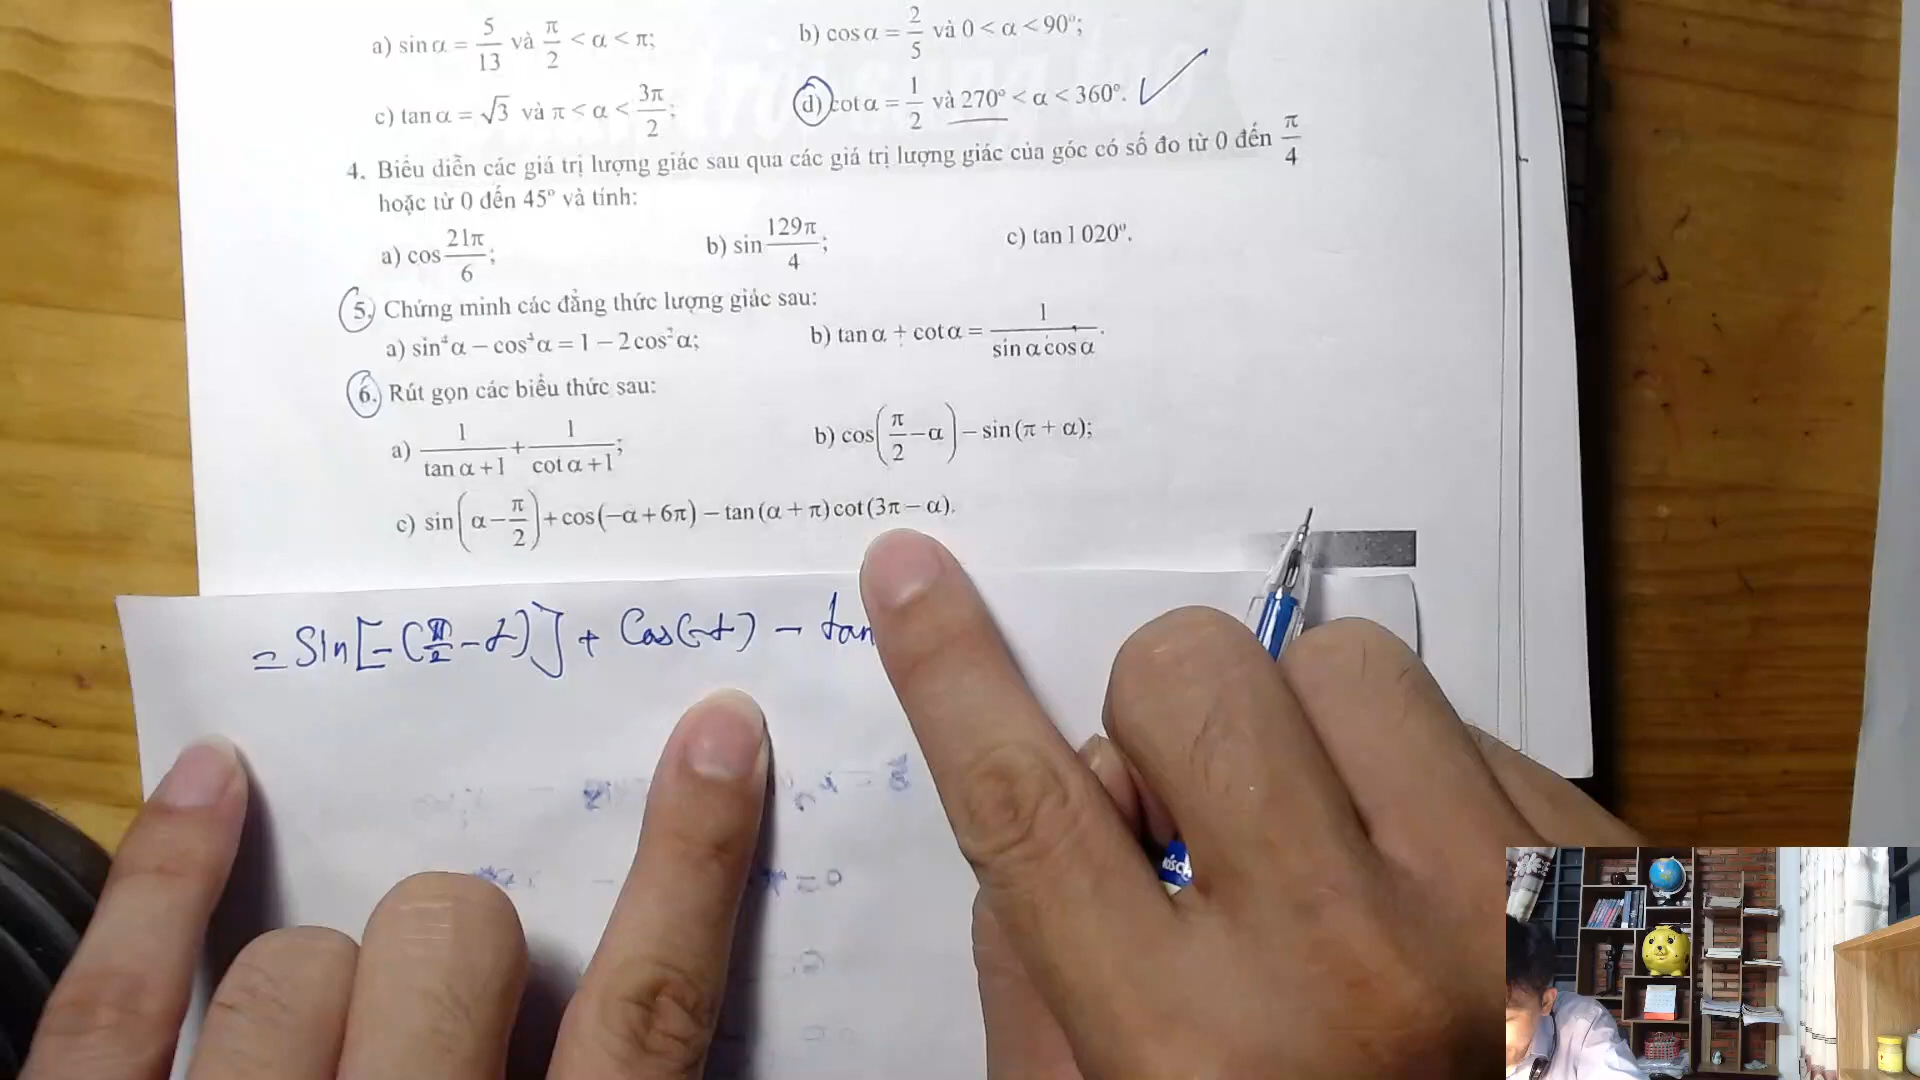 a) sin α = 5/13 và π/2 < α < π;
b) cos α = 2/5 và 0 < α < 90°;
c) tan α = √3 và π < α < 3π/2;
d) cot α = 1/2 và 270° < α < 360°.
4. Biểu diễn các giá trị lượng giác sau qua các giá trị lượng giác của góc có số đo từ 0 đến π/4
hoặc từ 0 đến 45° và tính:
a) cos 21π/6;
b) sin 129π/4;
c) tan 1 020°.
5. Chứng minh các đẳng thức lượng giác sau:
a) sin⁴α − cos⁴α = 1 − 2cos²α;
b) tan α + cot α = 1/(sin α cos α).
6. Rút gọn các biểu thức sau:
a) 1/(tan α + 1) + 1/(cot α + 1);
b) cos(π/2 − α) − sin(π + α);
c) sin(α − π/2) + cos(−α + 6π) − tan(α + π) cot(3π − α).
= Sin[−(π/2 − α)] + Cos(−α) − tan